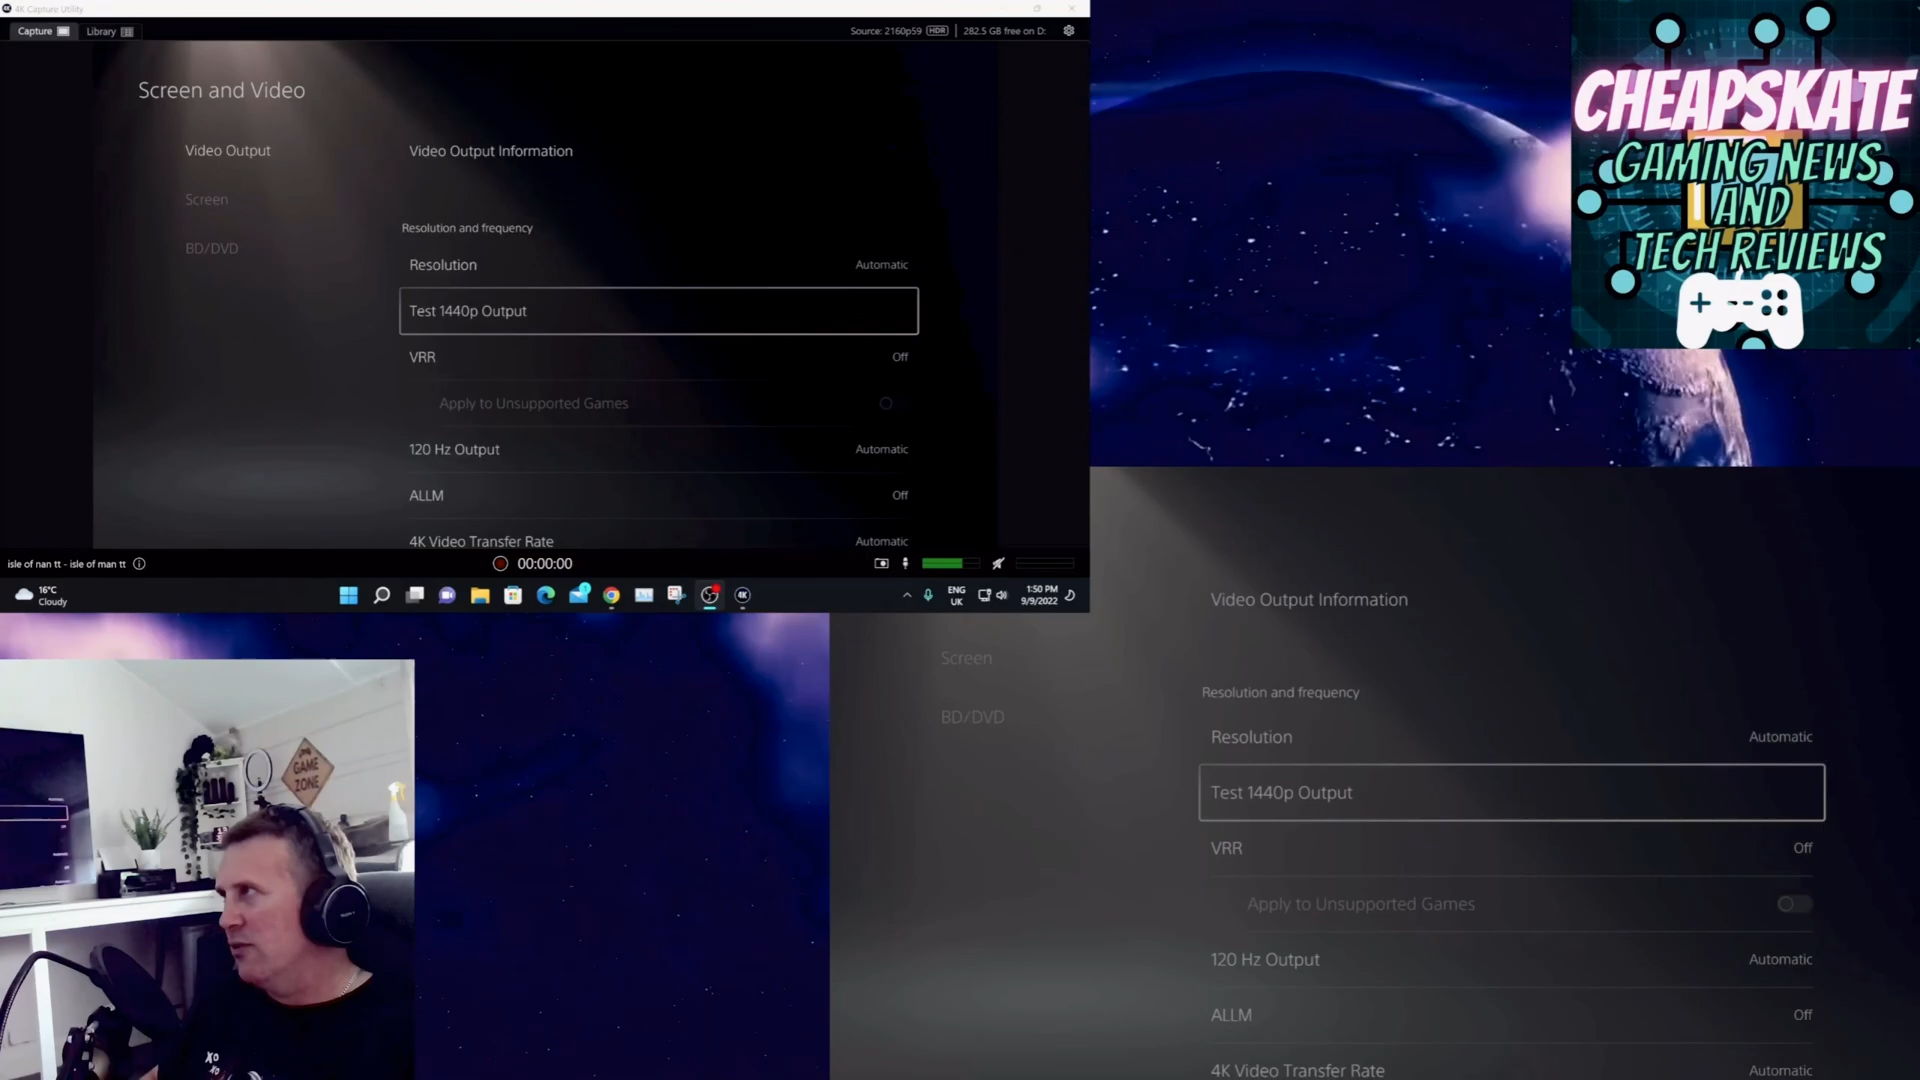 4K Capture Utility
Capture
Library
Source: 2160p59 HDR | 282.5 GB free on D:
Screen and Video
Video Output
Screen
BD/DVD
Video Output Information
Resolution and frequency
Resolution Automatic
Test 1440p Output
VRR Off
Apply to Unsupported Games
120 Hz Output Automatic
ALLM Off
4K Video Transfer Rate Automatic
isle of nan tt - isle of man tt
00:00:00
16°C
Cloudy
ENG
UK
1:50 PM
9/9/2022
CHEAPSKATE
GAMING NEWS
AND
TECH REVIEWS
Screen
BD/DVD
Video Output Information
Resolution and frequency
Resolution Automatic
Test 1440p Output
VRR Off
Apply to Unsupported Games
120 Hz Output Automatic
ALLM Off
4K Video Transfer Rate Automatic
GAME
ZONE
XO